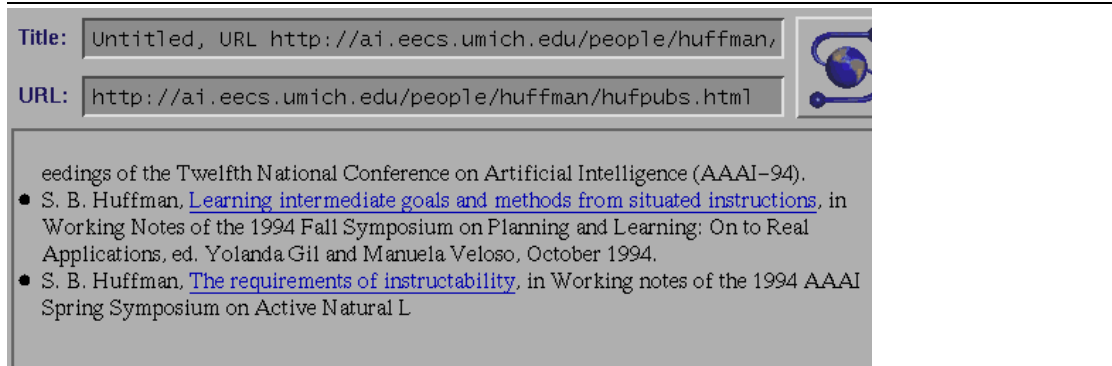 Title: Untitled, URL http://ai.eecs.umich.edu/people/huffman/
URL: http://ai.eecs.umich.edu/people/huffman/hufpubs.html
eedings of the Twelfth National Conference on Artificial Intelligence (AAAI-94).
● S. B. Huffman, Learning intermediate goals and methods from situated instructions, in
Working Notes of the 1994 Fall Symposium on Planning and Learning: On to Real
Applications, ed. Yolanda Gil and Manuela Veloso, October 1994.
● S. B. Huffman, The requirements of instructability, in Working notes of the 1994 AAAI
Spring Symposium on Active Natural L